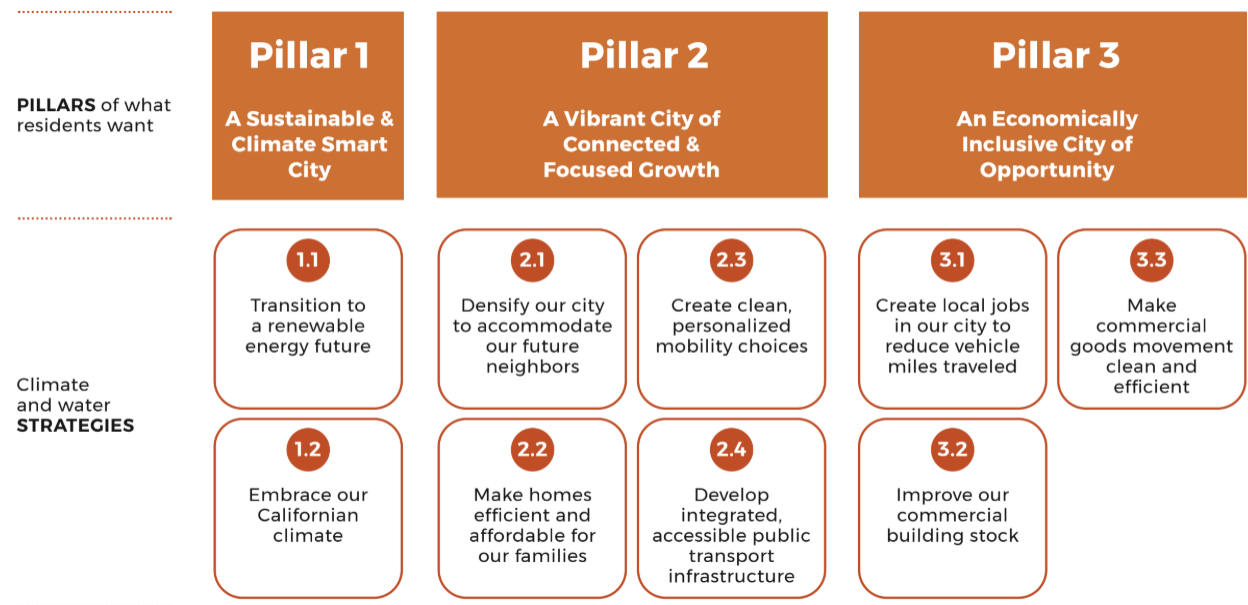 PILLARS of what
residents want
Pillar 1
A Sustainable &
Climate Smart
City
Pillar 2
A Vibrant City of
Connected &
Focused Growth
Pillar 3
An Economically
Inclusive City of
Opportunity
Climate
and water
STRATEGIES
1.1
Transition to
a renewable
energy future
1.2
Embrace our
Californian
climate
2.1
Densify our city
to accommodate
our future
neighbors
2.2
Make homes
efficient and
affordable for
our families
2.3
Create clean,
personalized
mobility choices
2.4
Develop
integrated,
accessible public
transport
infrastructure
3.1
Create local jobs
in our city to
reduce vehicle
miles traveled
3.2
Improve our
commercial
building stock
3.3
Make
commercial
goods movement
clean and
efficient